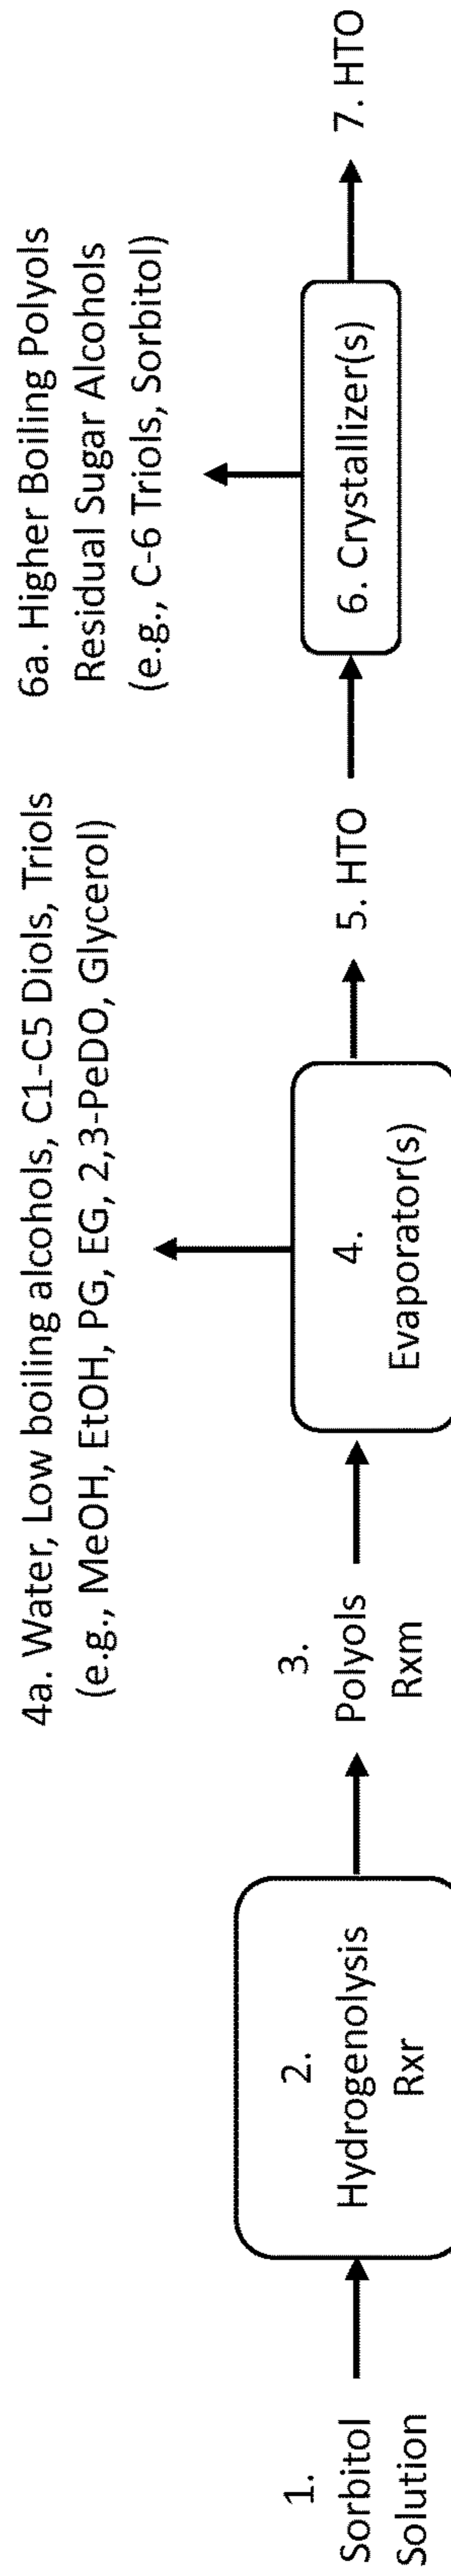 1.
Sorbitol
Solution
2.
Hydrogenolysis
Rxr
3.
Polyols
Rxm
4a. Water, Low boiling alcohols, C1-C5 Diols, Triols
(e.g., MeOH, EtOH, PG, EG, 2,3-PeDO, Glycerol)
4.
Evaporator(s)
5. HTO
6a. Higher Boiling Polyols
Residual Sugar Alcohols
(e.g., C-6 Triols, Sorbitol)
6. Crystallizer(s)
7. HTO